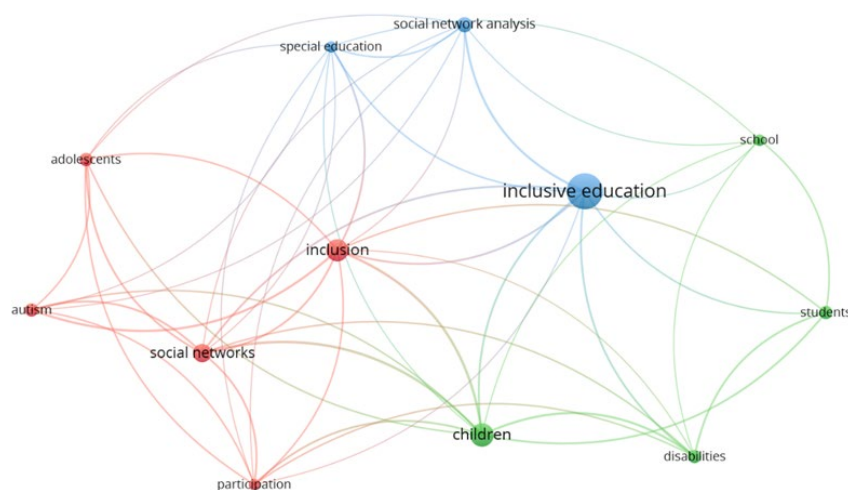 social network analysis
special education
school
adolescents
inclusive education
inclusion
autism
students
social networks
children
disabilities
participation